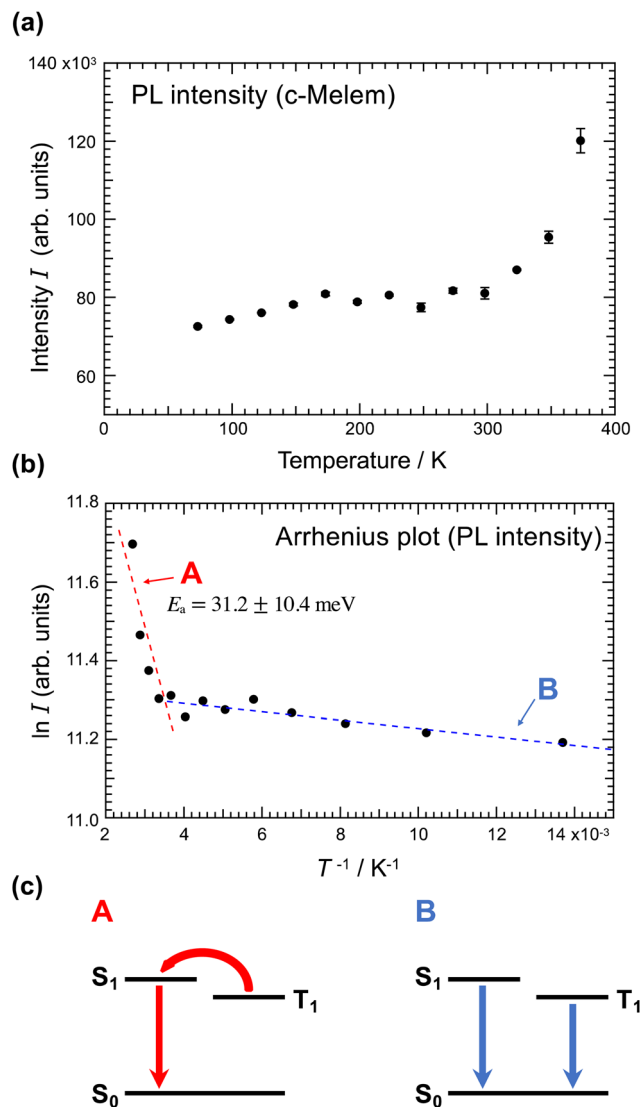 (a)
140 x10³
PL intensity (c-Melem)
120
100
80
60
Intensity I (arb. units)
0
100
200
300
400
Temperature / K
(b)
11.8
Arrhenius plot (PL intensity)
A
Eₐ = 31.2 ± 10.4 meV
11.6
11.4
B
11.2
11.0
ln I (arb. units)
2
4
6
8
10
12
14 x10⁻³
T ⁻¹ / K⁻¹
(c)
A
B
S₁
T₁
S₁
T₁
S₀
S₀